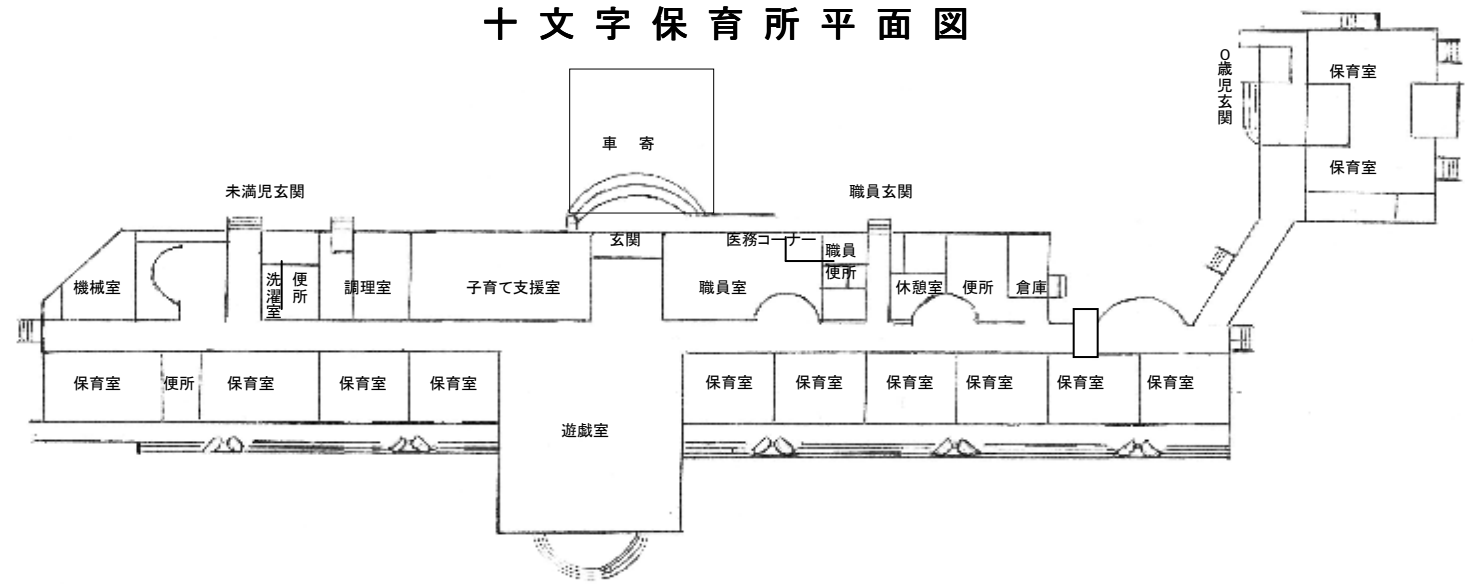 十文字保育所平面図
0歳児玄関
保育室
保育室
車 寄
未満児玄関
職員玄関
玄関
医務コーナー
職員
便所
機械室
洗濯室
便所
調理室
子育て支援室
職員室
休憩室
便所
倉庫
保育室
便所
保育室
保育室
保育室
保育室
保育室
保育室
保育室
保育室
保育室
遊戯室